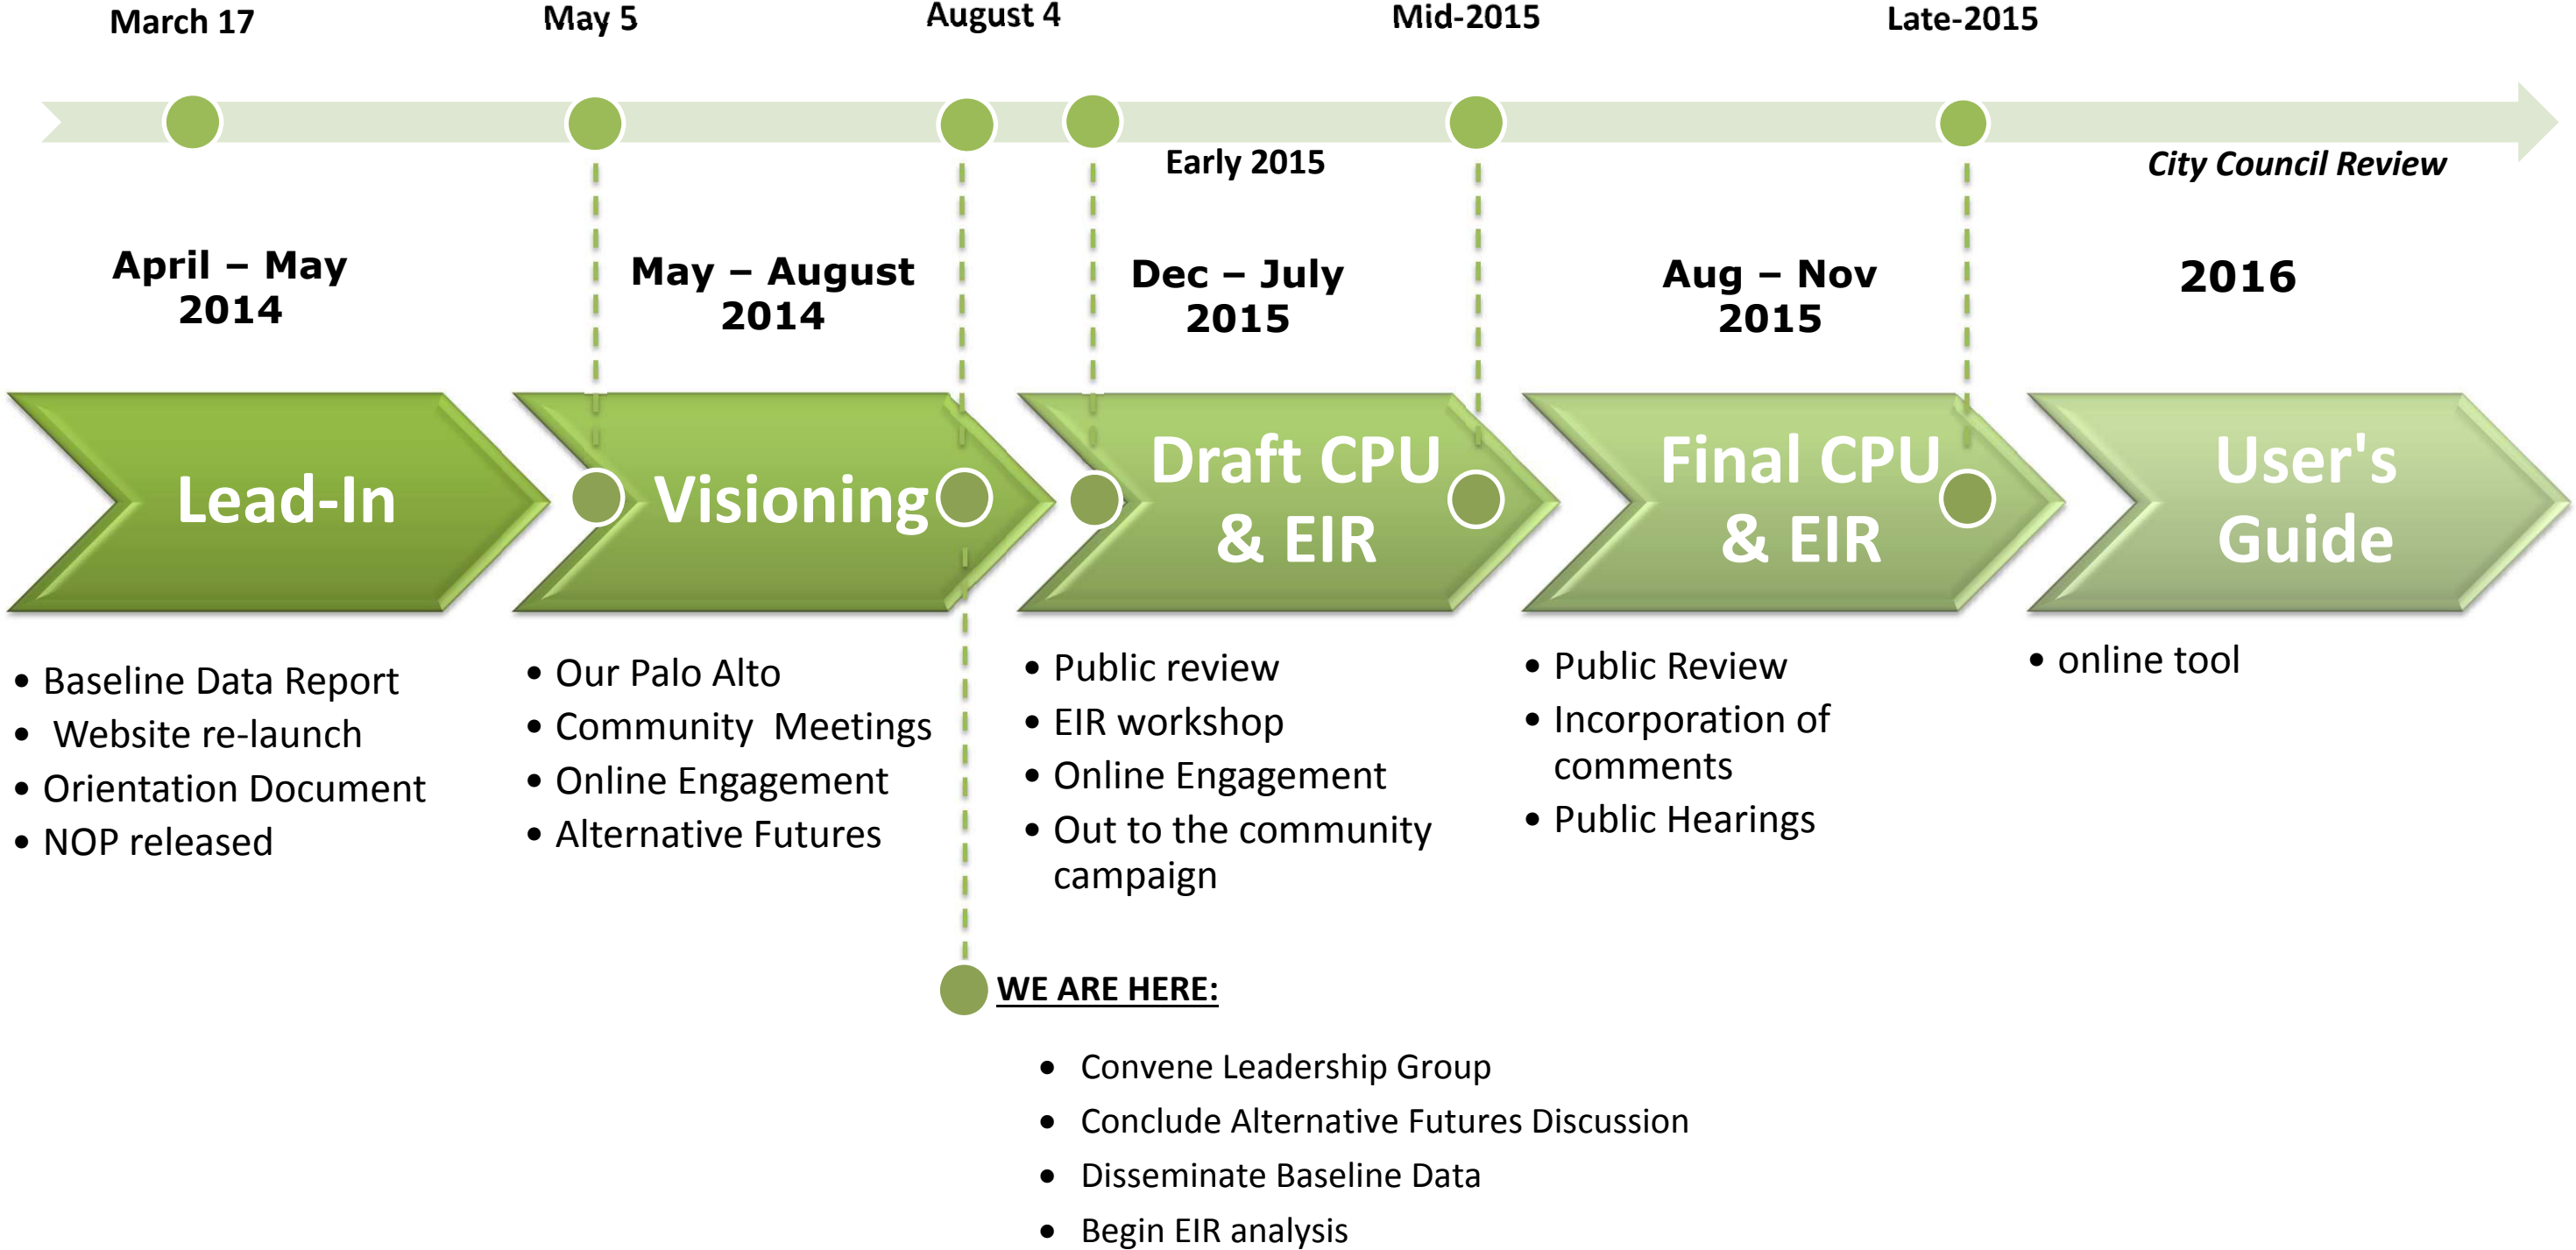 March 17
May 5
August 4
Mid-2015
Late-2015
Early 2015
City Council Review
April – May
2014
May – August
2014
Dec – July
2015
Aug – Nov
2015
2016
Lead-In
Visioning
Draft CPU
& EIR
Final CPU
& EIR
User's
Guide
• Baseline Data Report
• Website re-launch
• Orientation Document
• NOP released
• Our Palo Alto
• Community Meetings
• Online Engagement
• Alternative Futures
• Public review
• EIR workshop
• Online Engagement
• Out to the community
campaign
• Public Review
• Incorporation of
comments
• Public Hearings
• online tool
WE ARE HERE:
• Convene Leadership Group
• Conclude Alternative Futures Discussion
• Disseminate Baseline Data
• Begin EIR analysis